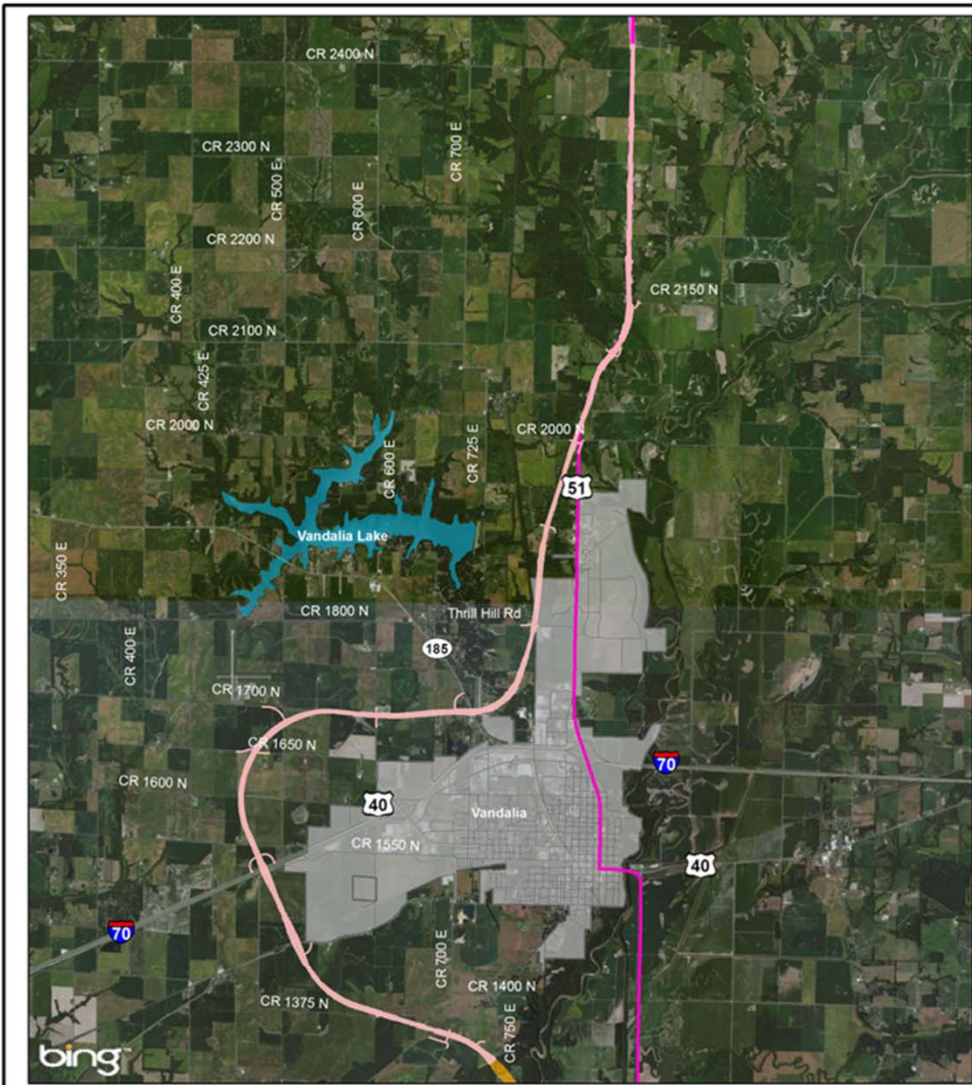 CR 2400 N
CR 2300 N
CR 700 E
CR 500 E
CR 600 E
CR 2200 N
CR 400 E
CR 2150 N
CR 2100 N
CR 425 E
CR 2000 N
CR 2000 N
CR 600 E
CR 725 E
51
Vandalia Lake
CR 350 E
CR 1800 N
Thrill Hill Rd
185
CR 400 E
CR 1700 N
CR 1650 N
70
CR 1600 N
40
Vandalia
CR 1550 N
40
70
CR 700 E
CR 1400 N
CR 1375 N
CR 750 E
bing